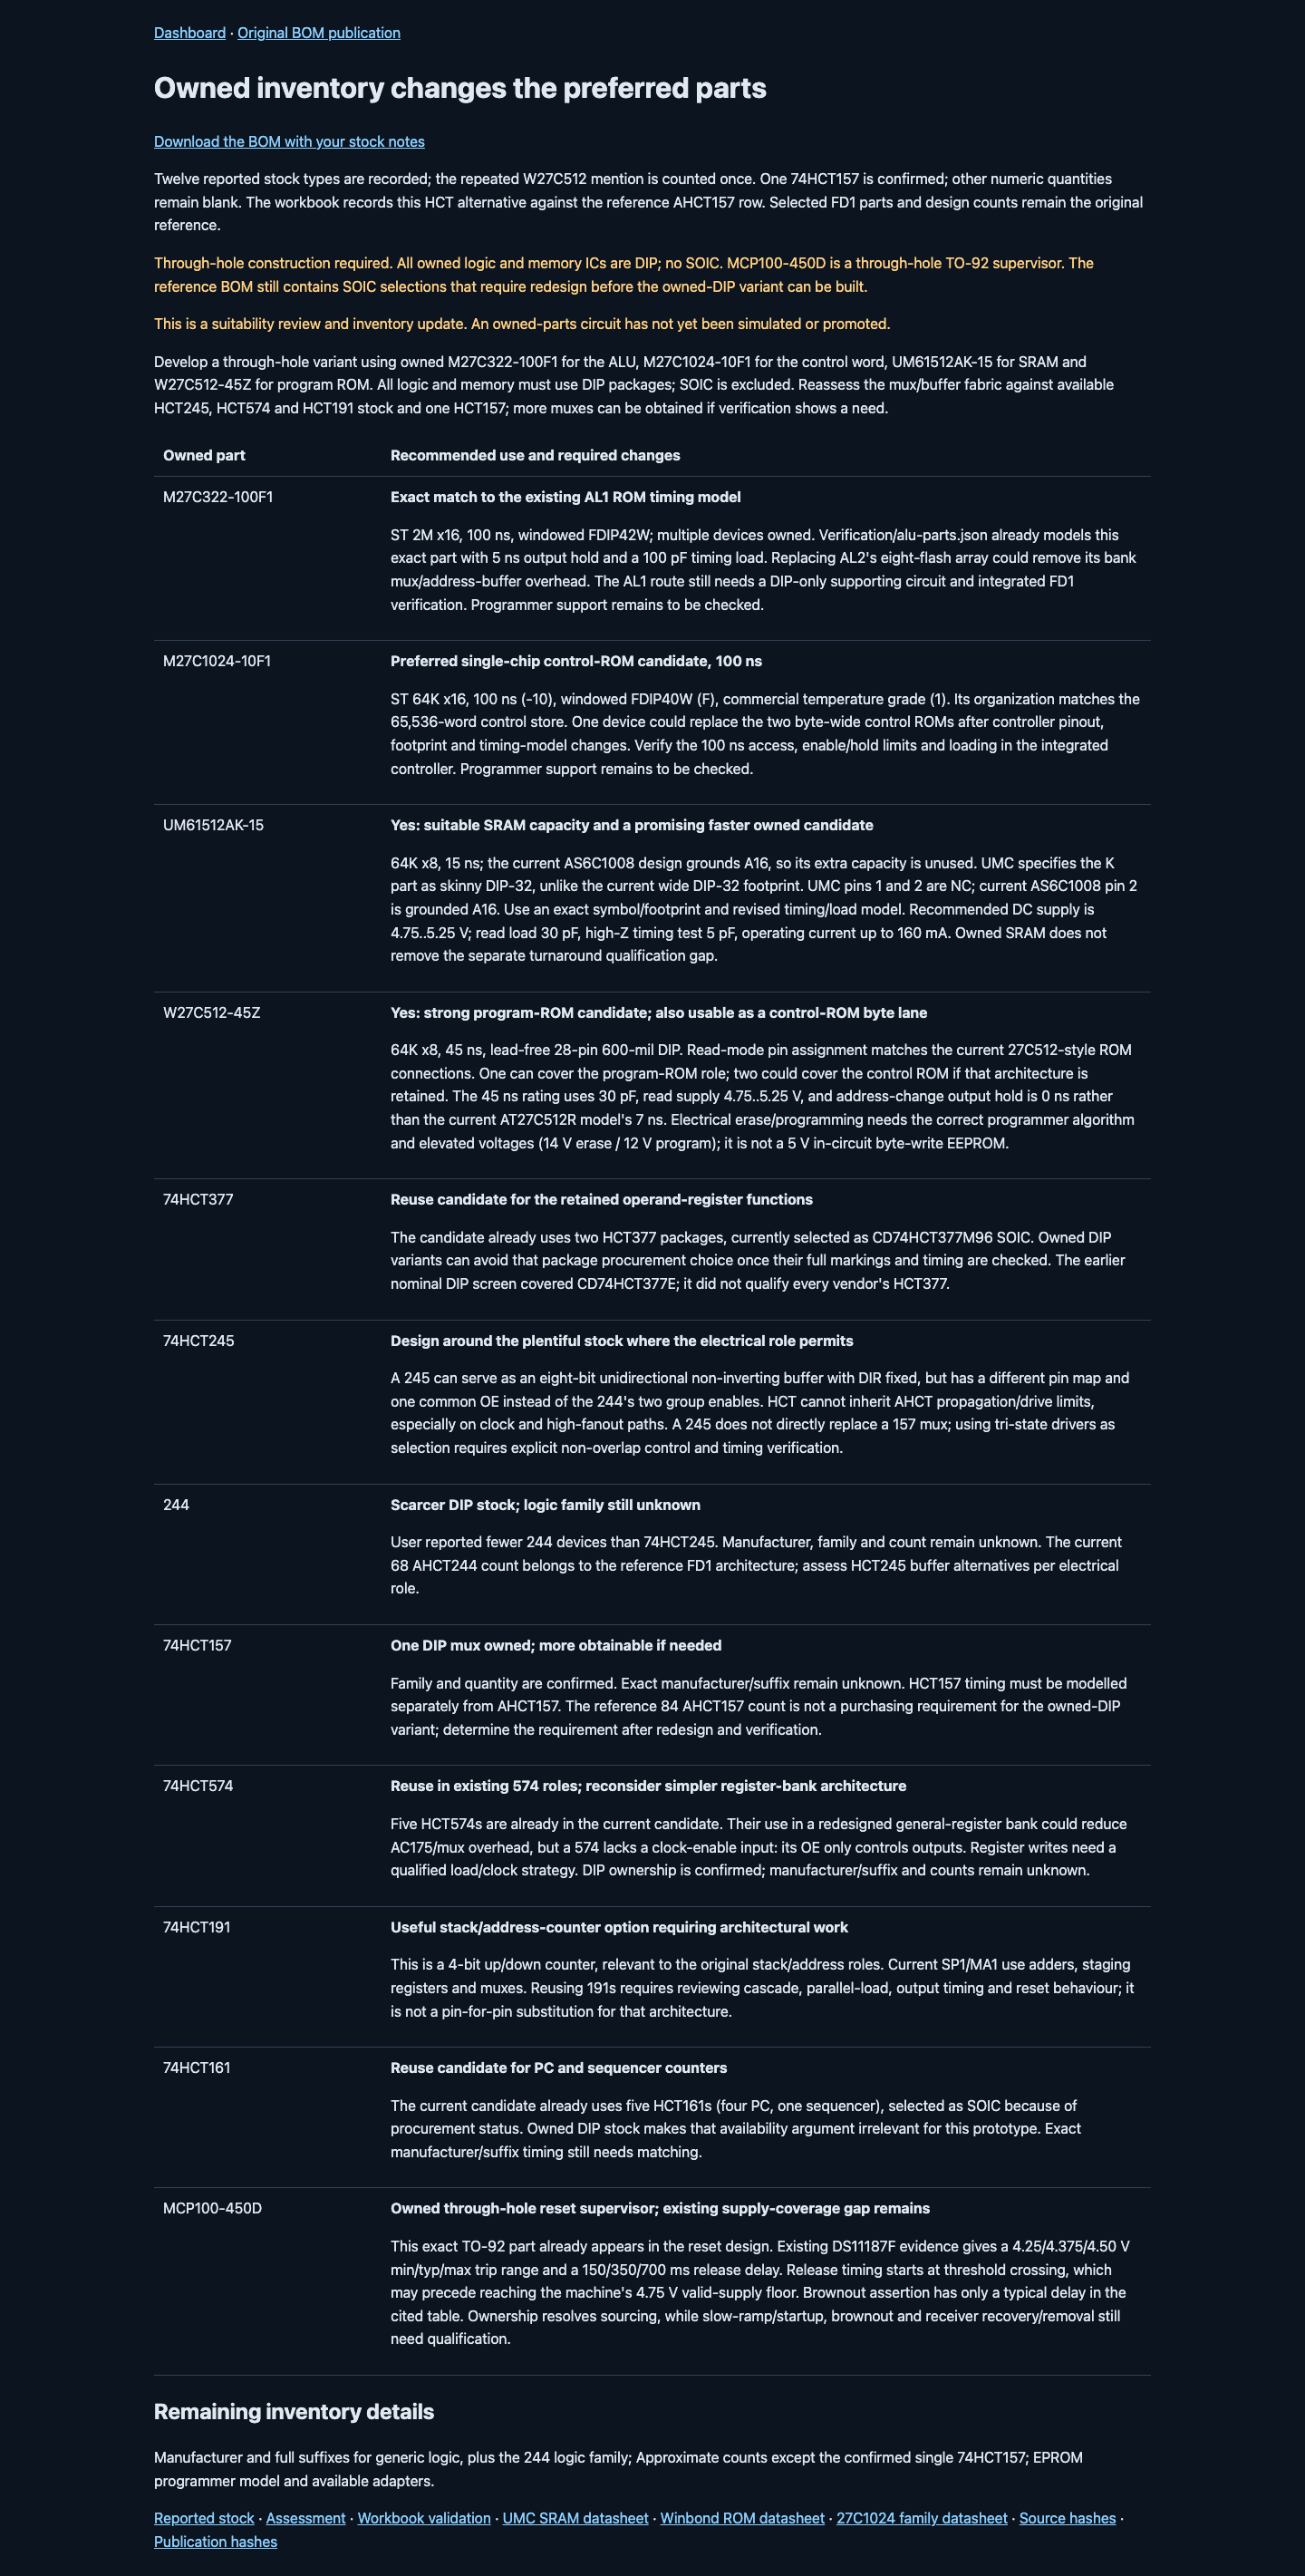 Dashboard · Original BOM publication
Owned inventory changes the preferred parts
Download the BOM with your stock notes
Twelve reported stock types are recorded; the repeated W27C512 mention is counted once. One 74HCT157 is confirmed; other numeric quantities
remain blank. The workbook records this HCT alternative against the reference AHCT157 row. Selected FD1 parts and design counts remain the original
reference.
Through-hole construction required. All owned logic and memory ICs are DIP; no SOIC. MCP100-450D is a through-hole TO-92 supervisor. The
reference BOM still contains SOIC selections that require redesign before the owned-DIP variant can be built.
This is a suitability review and inventory update. An owned-parts circuit has not yet been simulated or promoted.
Develop a through-hole variant using owned M27C322-100F1 for the ALU, M27C1024-10F1 for the control word, UM61512AK-15 for SRAM and
W27C512-45Z for program ROM. All logic and memory must use DIP packages; SOIC is excluded. Reassess the mux/buffer fabric against available
HCT245, HCT574 and HCT191 stock and one HCT157; more muxes can be obtained if verification shows a need.
Owned part Recommended use and required changes
M27C322-100F1 Exact match to the existing AL1 ROM timing model
ST 2M x16, 100 ns, windowed FDIP42W; multiple devices owned. Verification/alu-parts.json already models this
exact part with 5 ns output hold and a 100 pF timing load. Replacing AL2's eight-flash array could remove its bank
mux/address-buffer overhead. The AL1 route still needs a DIP-only supporting circuit and integrated FD1
verification. Programmer support remains to be checked.
M27C1024-10F1 Preferred single-chip control-ROM candidate, 100 ns
ST 64K x16, 100 ns (-10), windowed FDIP40W (F), commercial temperature grade (1). Its organization matches the
65,536-word control store. One device could replace the two byte-wide control ROMs after controller pinout,
footprint and timing-model changes. Verify the 100 ns access, enable/hold limits and loading in the integrated
controller. Programmer support remains to be checked.
UM61512AK-15 Yes: suitable SRAM capacity and a promising faster owned candidate
64K x8, 15 ns; the current AS6C1008 design grounds A16, so its extra capacity is unused. UMC specifies the K
part as skinny DIP-32, unlike the current wide DIP-32 footprint. UMC pins 1 and 2 are NC; current AS6C1008 pin 2
is grounded A16. Use an exact symbol/footprint and revised timing/load model. Recommended DC supply is
4.75..5.25 V; read load 30 pF, high-Z timing test 5 pF, operating current up to 160 mA. Owned SRAM does not
remove the separate turnaround qualification gap.
W27C512-45Z Yes: strong program-ROM candidate; also usable as a control-ROM byte lane
64K x8, 45 ns, lead-free 28-pin 600-mil DIP. Read-mode pin assignment matches the current 27C512-style ROM
connections. One can cover the program-ROM role; two could cover the control ROM if that architecture is
retained. The 45 ns rating uses 30 pF, read supply 4.75..5.25 V, and address-change output hold is 0 ns rather
than the current AT27C512R model's 7 ns. Electrical erase/programming needs the correct programmer algorithm
and elevated voltages (14 V erase / 12 V program); it is not a 5 V in-circuit byte-write EEPROM.
74HCT377 Reuse candidate for the retained operand-register functions
The candidate already uses two HCT377 packages, currently selected as CD74HCT377M96 SOIC. Owned DIP
variants can avoid that package procurement choice once their full markings and timing are checked. The earlier
nominal DIP screen covered CD74HCT377E; it did not qualify every vendor's HCT377.
74HCT245 Design around the plentiful stock where the electrical role permits
A 245 can serve as an eight-bit unidirectional non-inverting buffer with DIR fixed, but has a different pin map and
one common OE instead of the 244's two group enables. HCT cannot inherit AHCT propagation/drive limits,
especially on clock and high-fanout paths. A 245 does not directly replace a 157 mux; using tri-state drivers as
selection requires explicit non-overlap control and timing verification.
244 Scarcer DIP stock; logic family still unknown
User reported fewer 244 devices than 74HCT245. Manufacturer, family and count remain unknown. The current
68 AHCT244 count belongs to the reference FD1 architecture; assess HCT245 buffer alternatives per electrical
role.
74HCT157 One DIP mux owned; more obtainable if needed
Family and quantity are confirmed. Exact manufacturer/suffix remain unknown. HCT157 timing must be modelled
separately from AHCT157. The reference 84 AHCT157 count is not a purchasing requirement for the owned-DIP
variant; determine the requirement after redesign and verification.
74HCT574 Reuse in existing 574 roles; reconsider simpler register-bank architecture
Five HCT574s are already in the current candidate. Their use in a redesigned general-register bank could reduce
AC175/mux overhead, but a 574 lacks a clock-enable input: its OE only controls outputs. Register writes need a
qualified load/clock strategy. DIP ownership is confirmed; manufacturer/suffix and counts remain unknown.
74HCT191 Useful stack/address-counter option requiring architectural work
This is a 4-bit up/down counter, relevant to the original stack/address roles. Current SP1/MA1 use adders, staging
registers and muxes. Reusing 191s requires reviewing cascade, parallel-load, output timing and reset behaviour; it
is not a pin-for-pin substitution for that architecture.
74HCT161 Reuse candidate for PC and sequencer counters
The current candidate already uses five HCT161s (four PC, one sequencer), selected as SOIC because of
procurement status. Owned DIP stock makes that availability argument irrelevant for this prototype. Exact
manufacturer/suffix timing still needs matching.
MCP100-450D Owned through-hole reset supervisor; existing supply-coverage gap remains
This exact TO-92 part already appears in the reset design. Existing DS11187F evidence gives a 4.25/4.375/4.50 V
min/typ/max trip range and a 150/350/700 ms release delay. Release timing starts at threshold crossing, which
may precede reaching the machine's 4.75 V valid-supply floor. Brownout assertion has only a typical delay in the
cited table. Ownership resolves sourcing, while slow-ramp/startup, brownout and receiver recovery/removal still
need qualification.
Remaining inventory details
Manufacturer and full suffixes for generic logic, plus the 244 logic family; Approximate counts except the confirmed single 74HCT157; EPROM
programmer model and available adapters.
Reported stock · Assessment · Workbook validation · UMC SRAM datasheet · Winbond ROM datasheet · 27C1024 family datasheet · Source hashes ·
Publication hashes